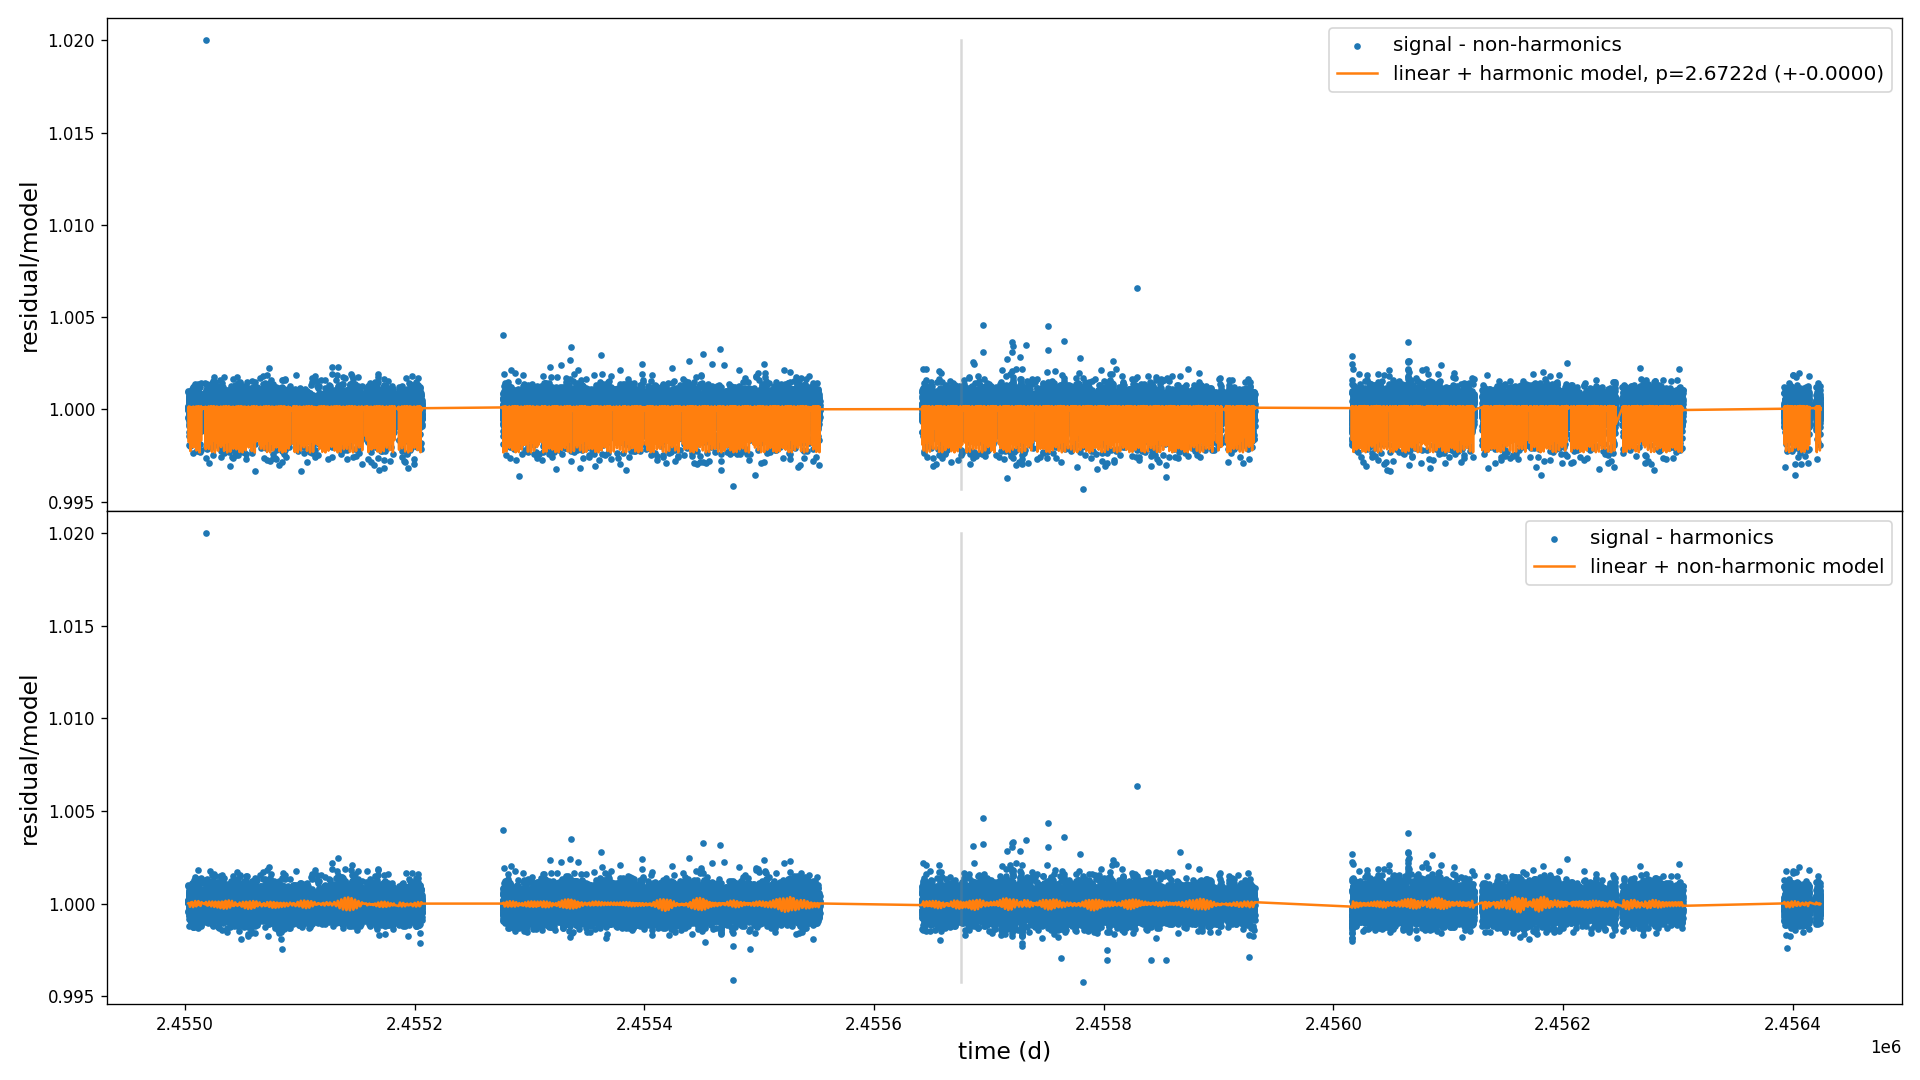 residual/model
1.020
1.015
1.010
1.005
1.000
0.995
signal - non-harmonics
linear + harmonic model, p=2.6722d (+-0.0000)
residual/model
1.020
1.015
1.010
1.005
1.000
0.995
signal - harmonics
linear + non-harmonic model
2.4550 2.4552 2.4554 2.4556 2.4558 2.4560 2.4562 2.4564
1e6
time (d)